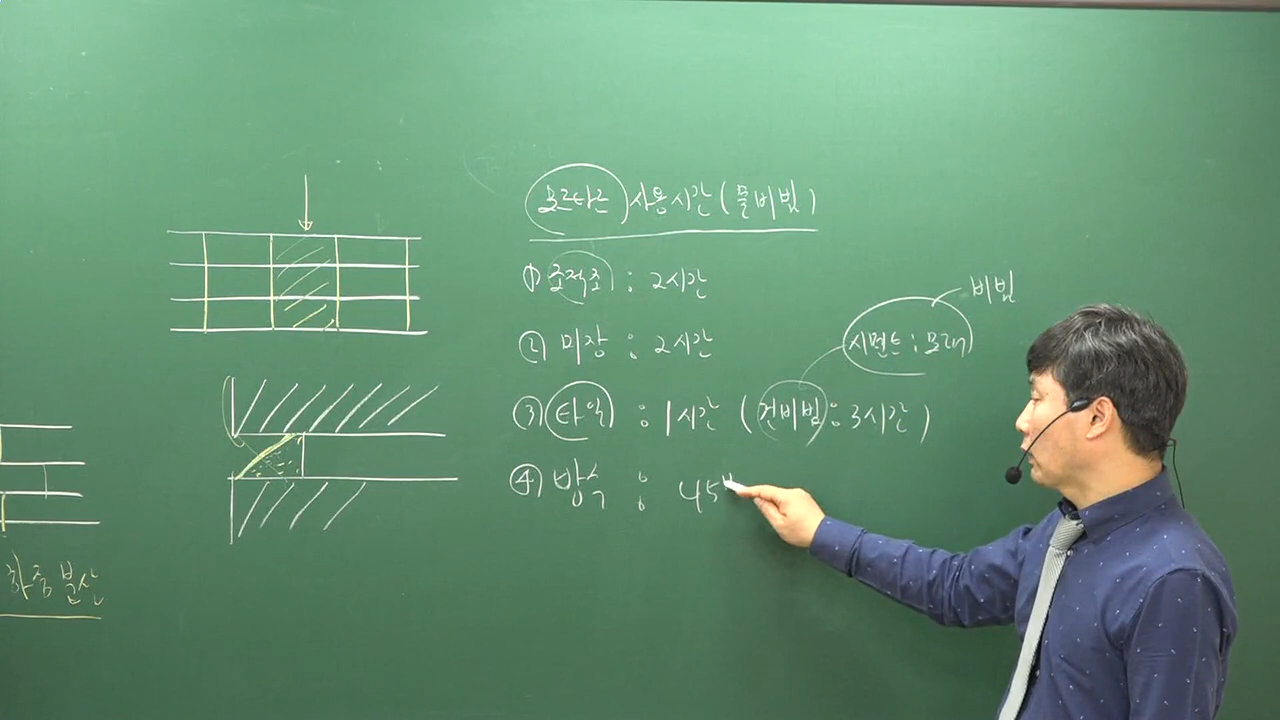 모르타르 사용시간(물비빔)
① 조적조 : 2시간
② 미장 : 2시간
비빔
시멘트 : 모래
③ 타일 : 1시간 (건비빔 : 3시간)
④ 방수 : 45
하중 분산